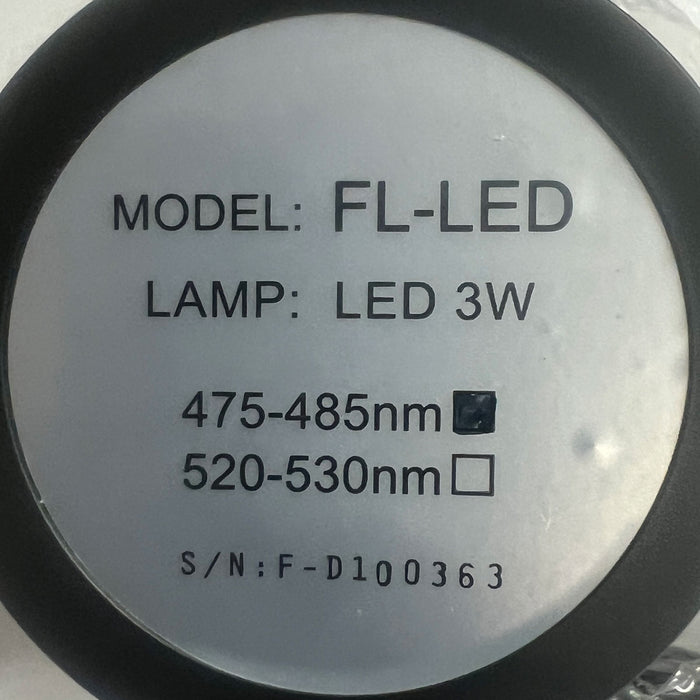 MODEL: FL-LED
LAMP: LED 3W
475-485nm
520-530nm
S/N:F-D100363